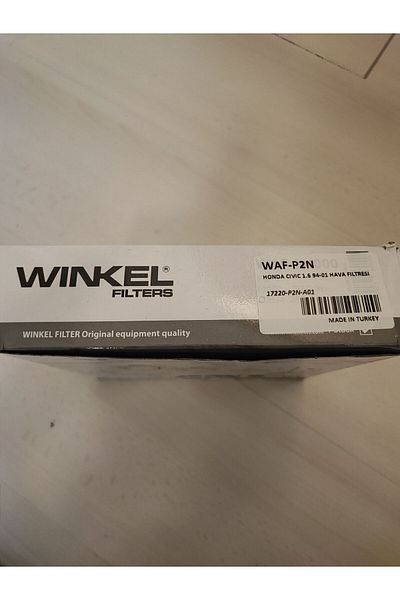 WINKEL®
FILTERS
WINKEL FILTER Original equipment quality
WAF-P2N
HONDA CIVIC 1.6 94-01 HAVA FILTRESI
17220-P2N-A01
MADE IN TURKEY